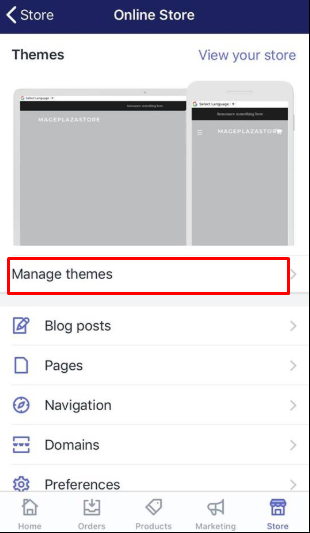 Store
Online Store
Themes
View your store
Select Language
Announce something here
MAGEPLAZASTORE
Select Language
Announce something here
MAGEPLAZASTORE
Manage themes
Blog posts
Pages
Navigation
Domains
Preferences
Home
Orders
Products
Marketing
Store